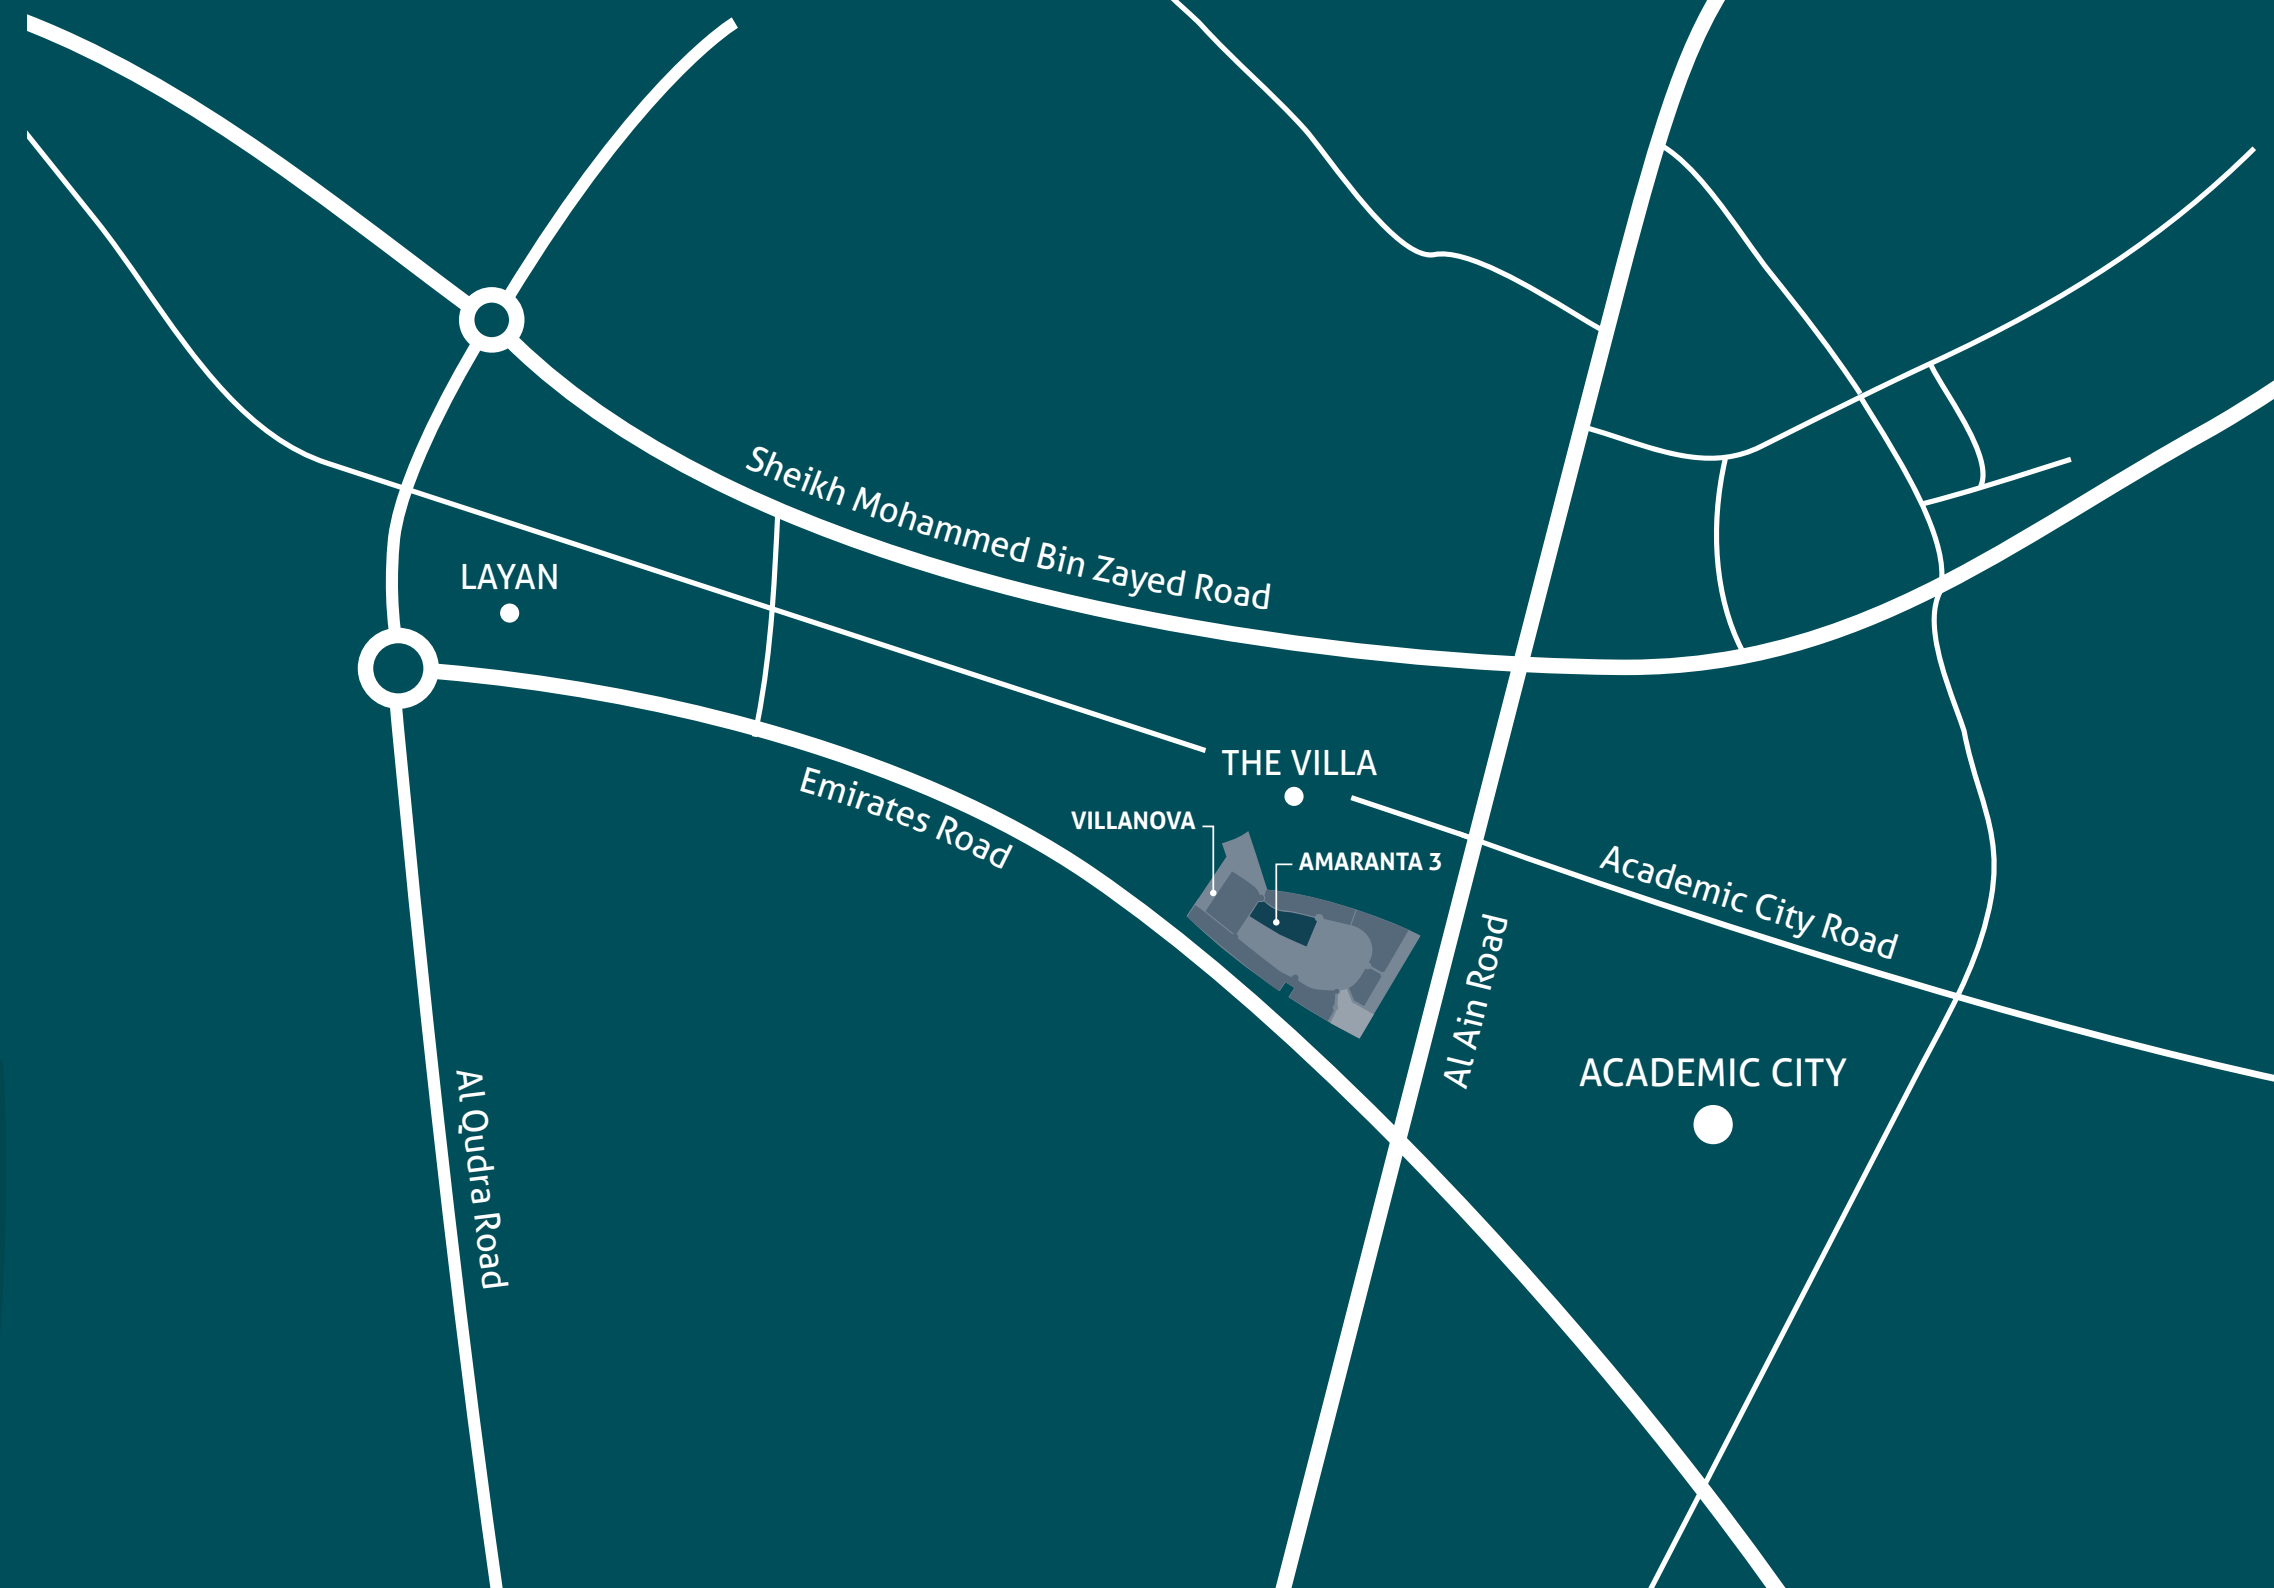 Sheikh Mohammed Bin Zayed Road
LAYAN
THE VILLA
Emirates Road
VILLANOVA
AMARANTA 3
Academic City Road
Al Ain Road
ACADEMIC CITY
Al Qudra Road